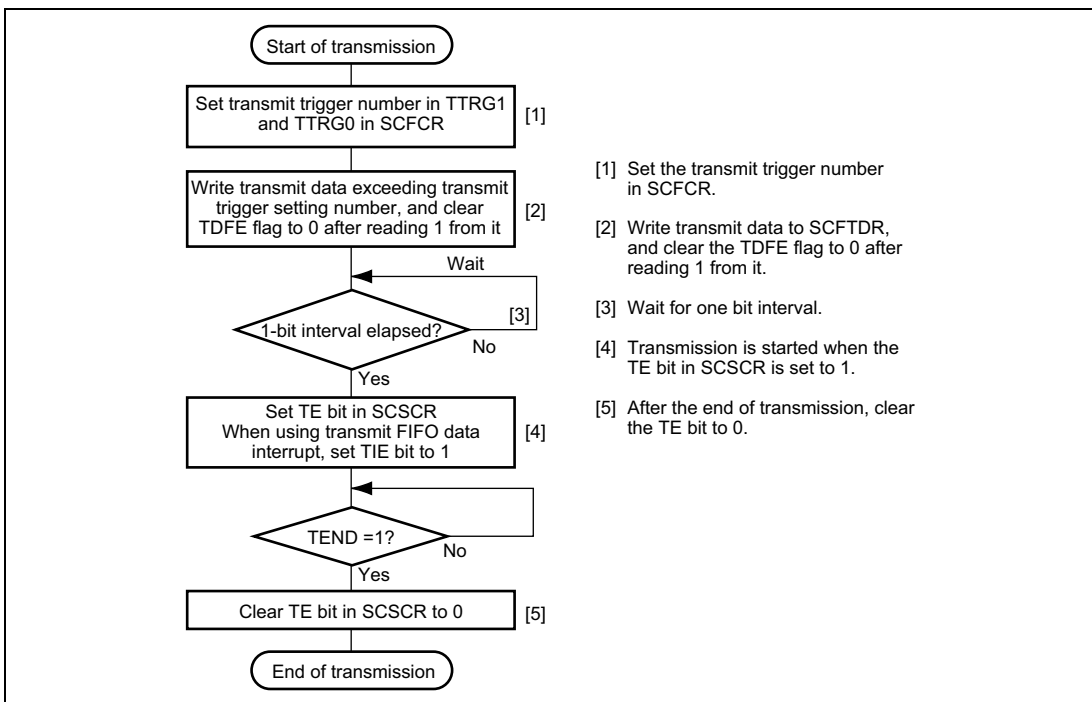 Start of transmission
Set transmit trigger number in TTRG1
and TTRG0 in SCFCR
[1]
Write transmit data exceeding transmit
trigger setting number, and clear
TDFE flag to 0 after reading 1 from it
[2]
Wait
1-bit interval elapsed?
[3]
No
Yes
Set TE bit in SCSCR
When using transmit FIFO data
interrupt, set TIE bit to 1
[4]
TEND =1?
No
Yes
Clear TE bit in SCSCR to 0
[5]
End of transmission
[1] Set the transmit trigger number
in SCFCR.
[2] Write transmit data to SCFTDR,
and clear the TDFE flag to 0 after
reading 1 from it.
[3] Wait for one bit interval.
[4] Transmission is started when the
TE bit in SCSCR is set to 1.
[5] After the end of transmission, clear
the TE bit to 0.